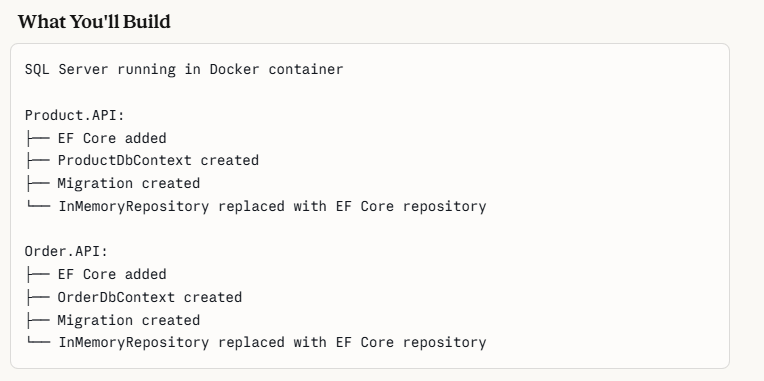 What You'll Build
SQL Server running in Docker container
Product.API:
├── EF Core added
├── ProductDbContext created
├── Migration created
└── InMemoryRepository replaced with EF Core repository
Order.API:
├── EF Core added
├── OrderDbContext created
├── Migration created
└── InMemoryRepository replaced with EF Core repository